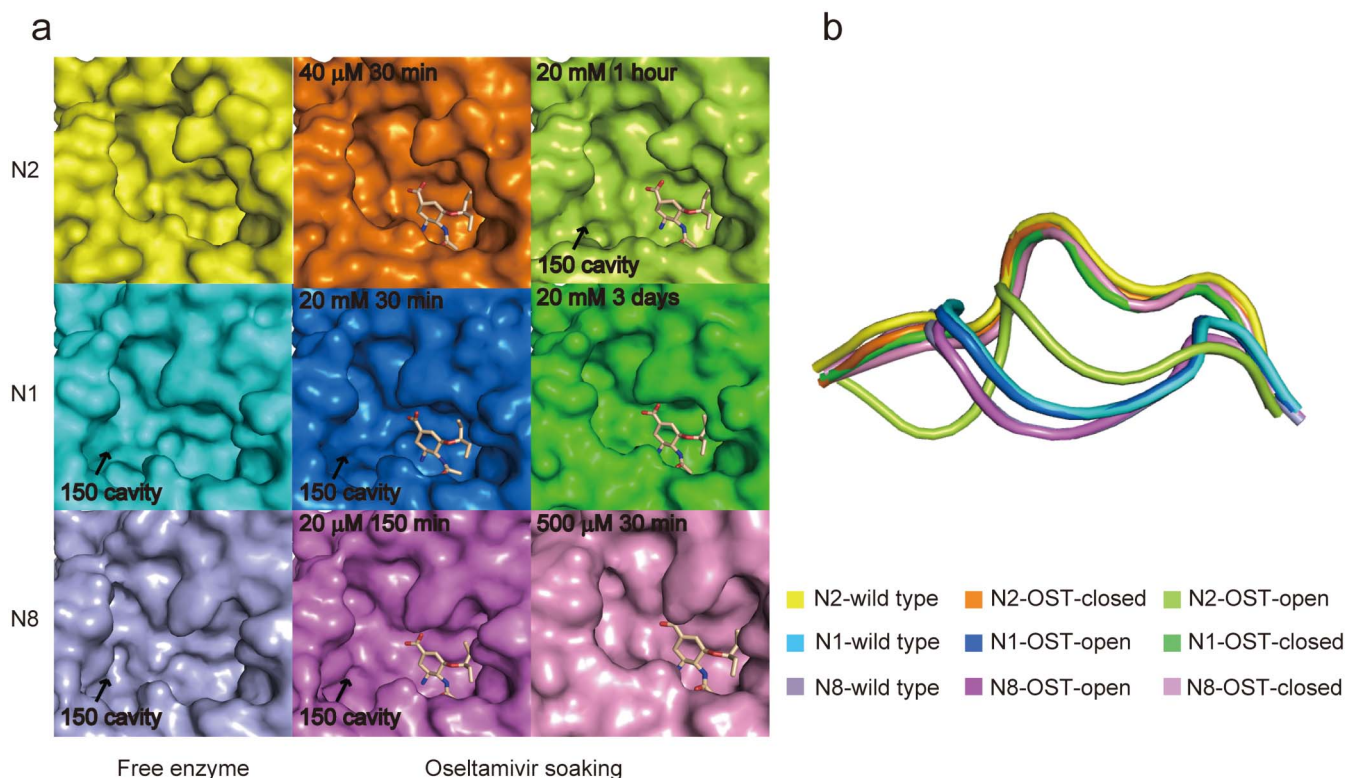 a
b
N2
40 μM 30 min
20 mM 1 hour
150 cavity
N1
20 mM 30 min
20 mM 3 days
150 cavity
150 cavity
N8
20 μM 150 min
500 μM 30 min
150 cavity
150 cavity
Free enzyme
Oseltamivir soaking
N2-wild type
N2-OST-closed
N2-OST-open
N1-wild type
N1-OST-open
N1-OST-closed
N8-wild type
N8-OST-open
N8-OST-closed